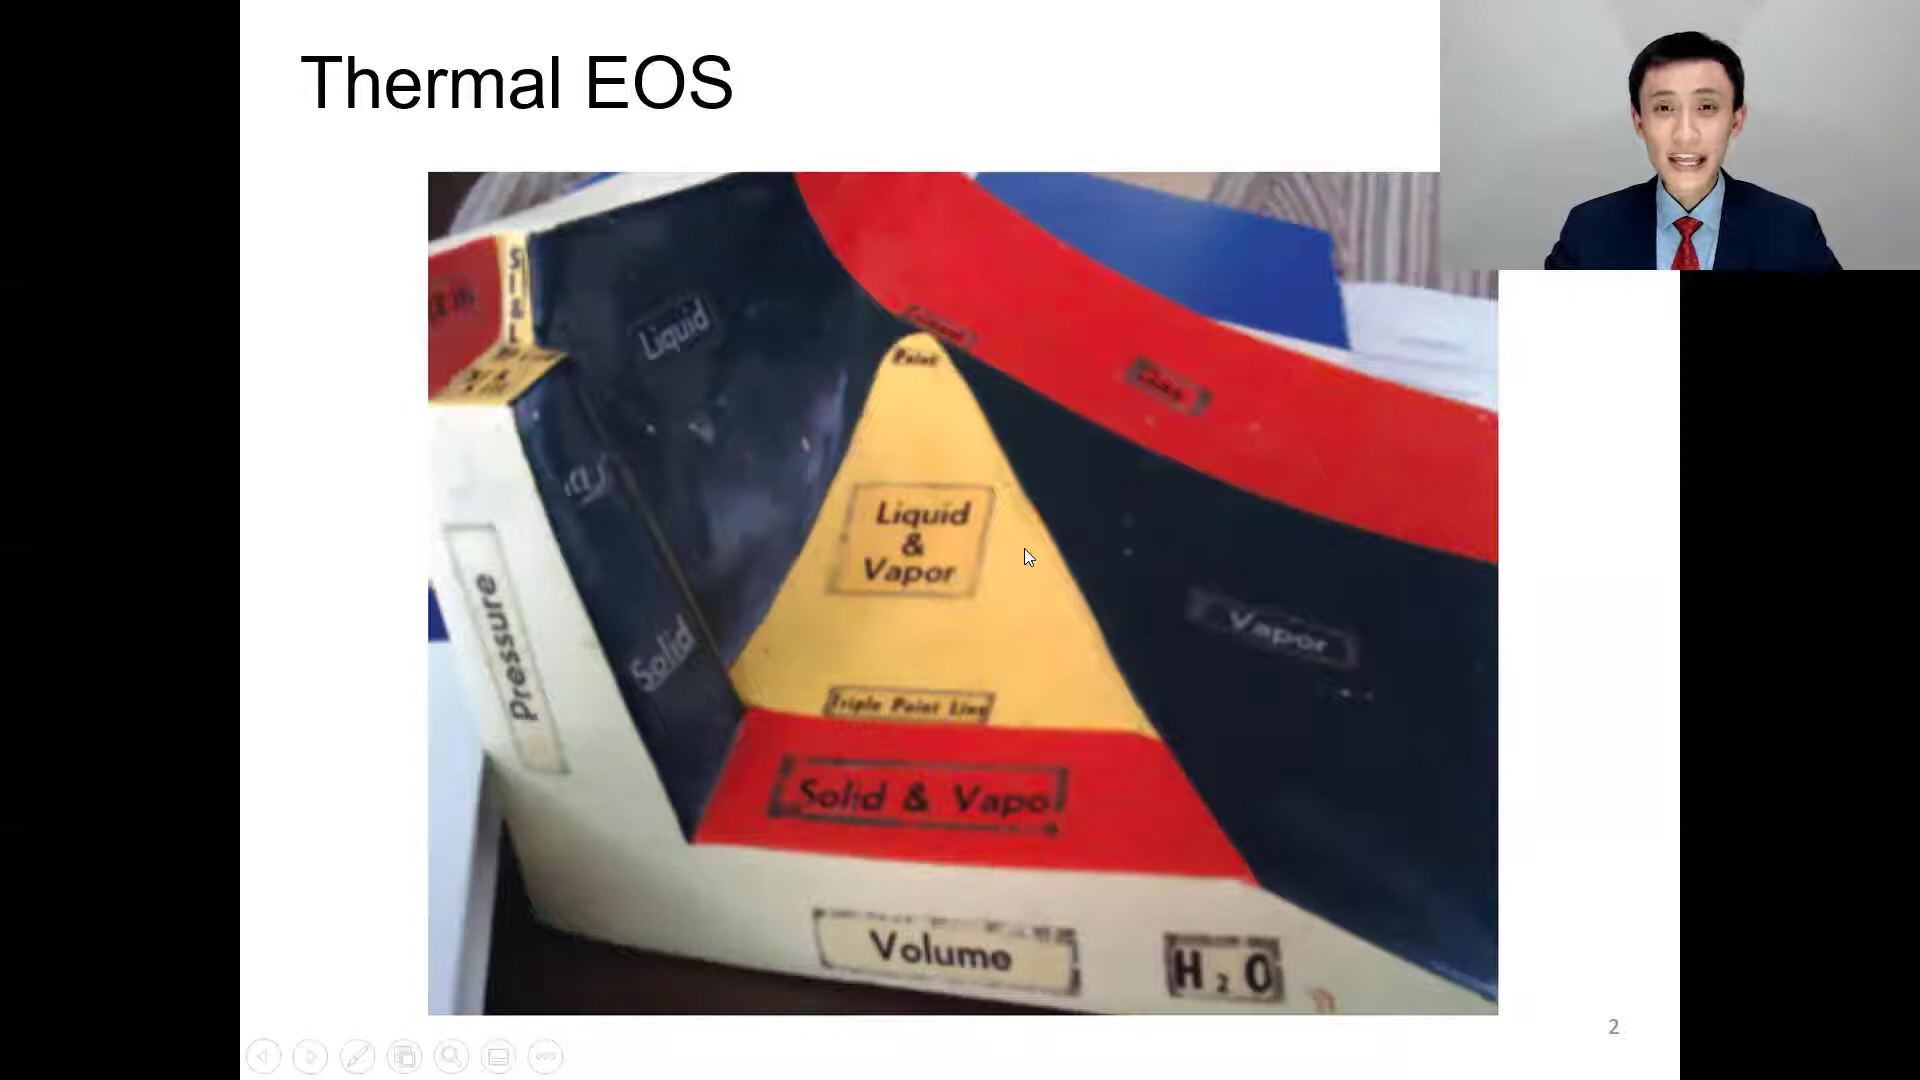 Thermal EOS
Liquid
Point
Gas
Liquid
&
Vapor
Solid
Vapor
Pressure
Triple Point Line
Solid & Vapo
Volume
H₂O
2